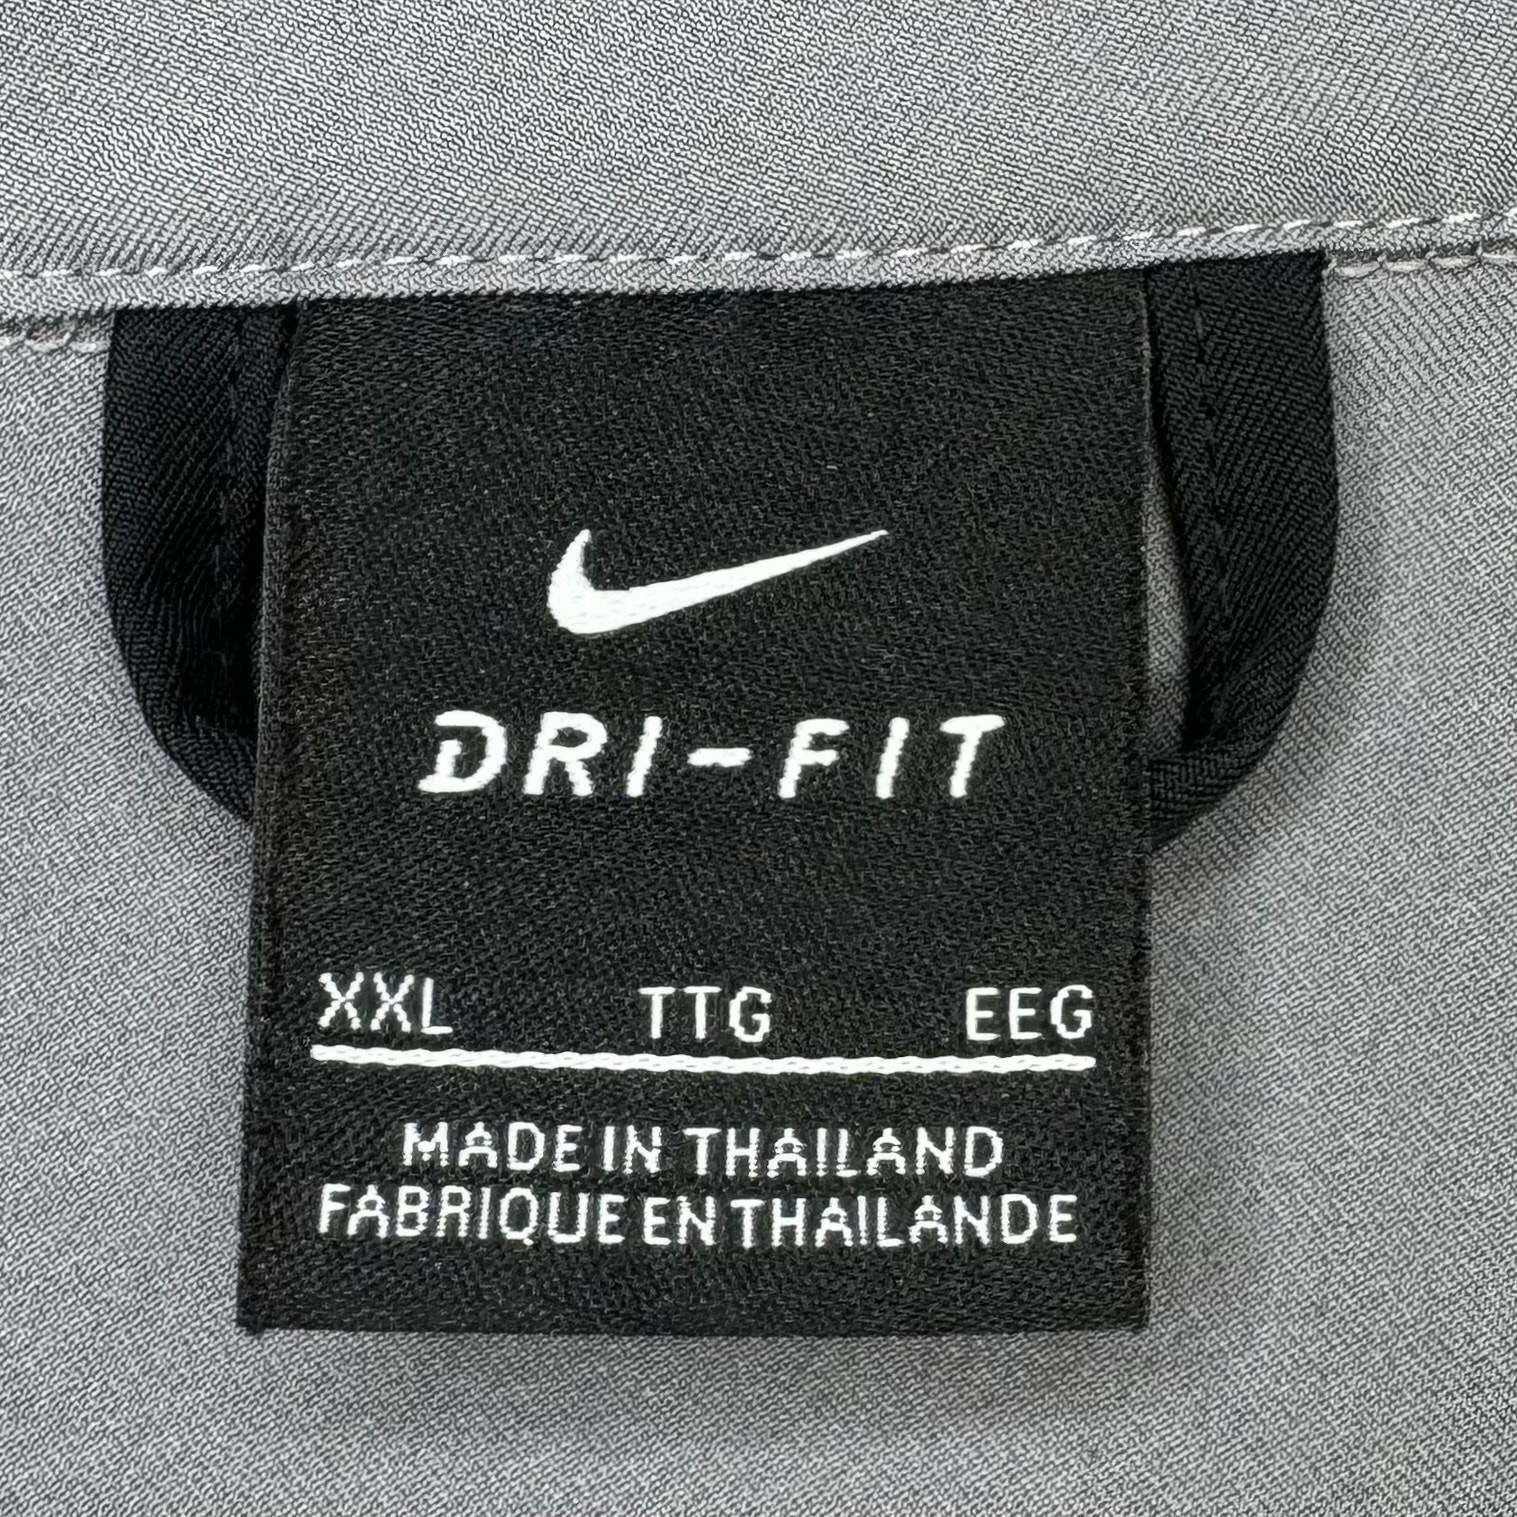 DRI-FIT
XXL TTG EEG
MADE IN THAILAND
FABRIQUE EN THAILANDE